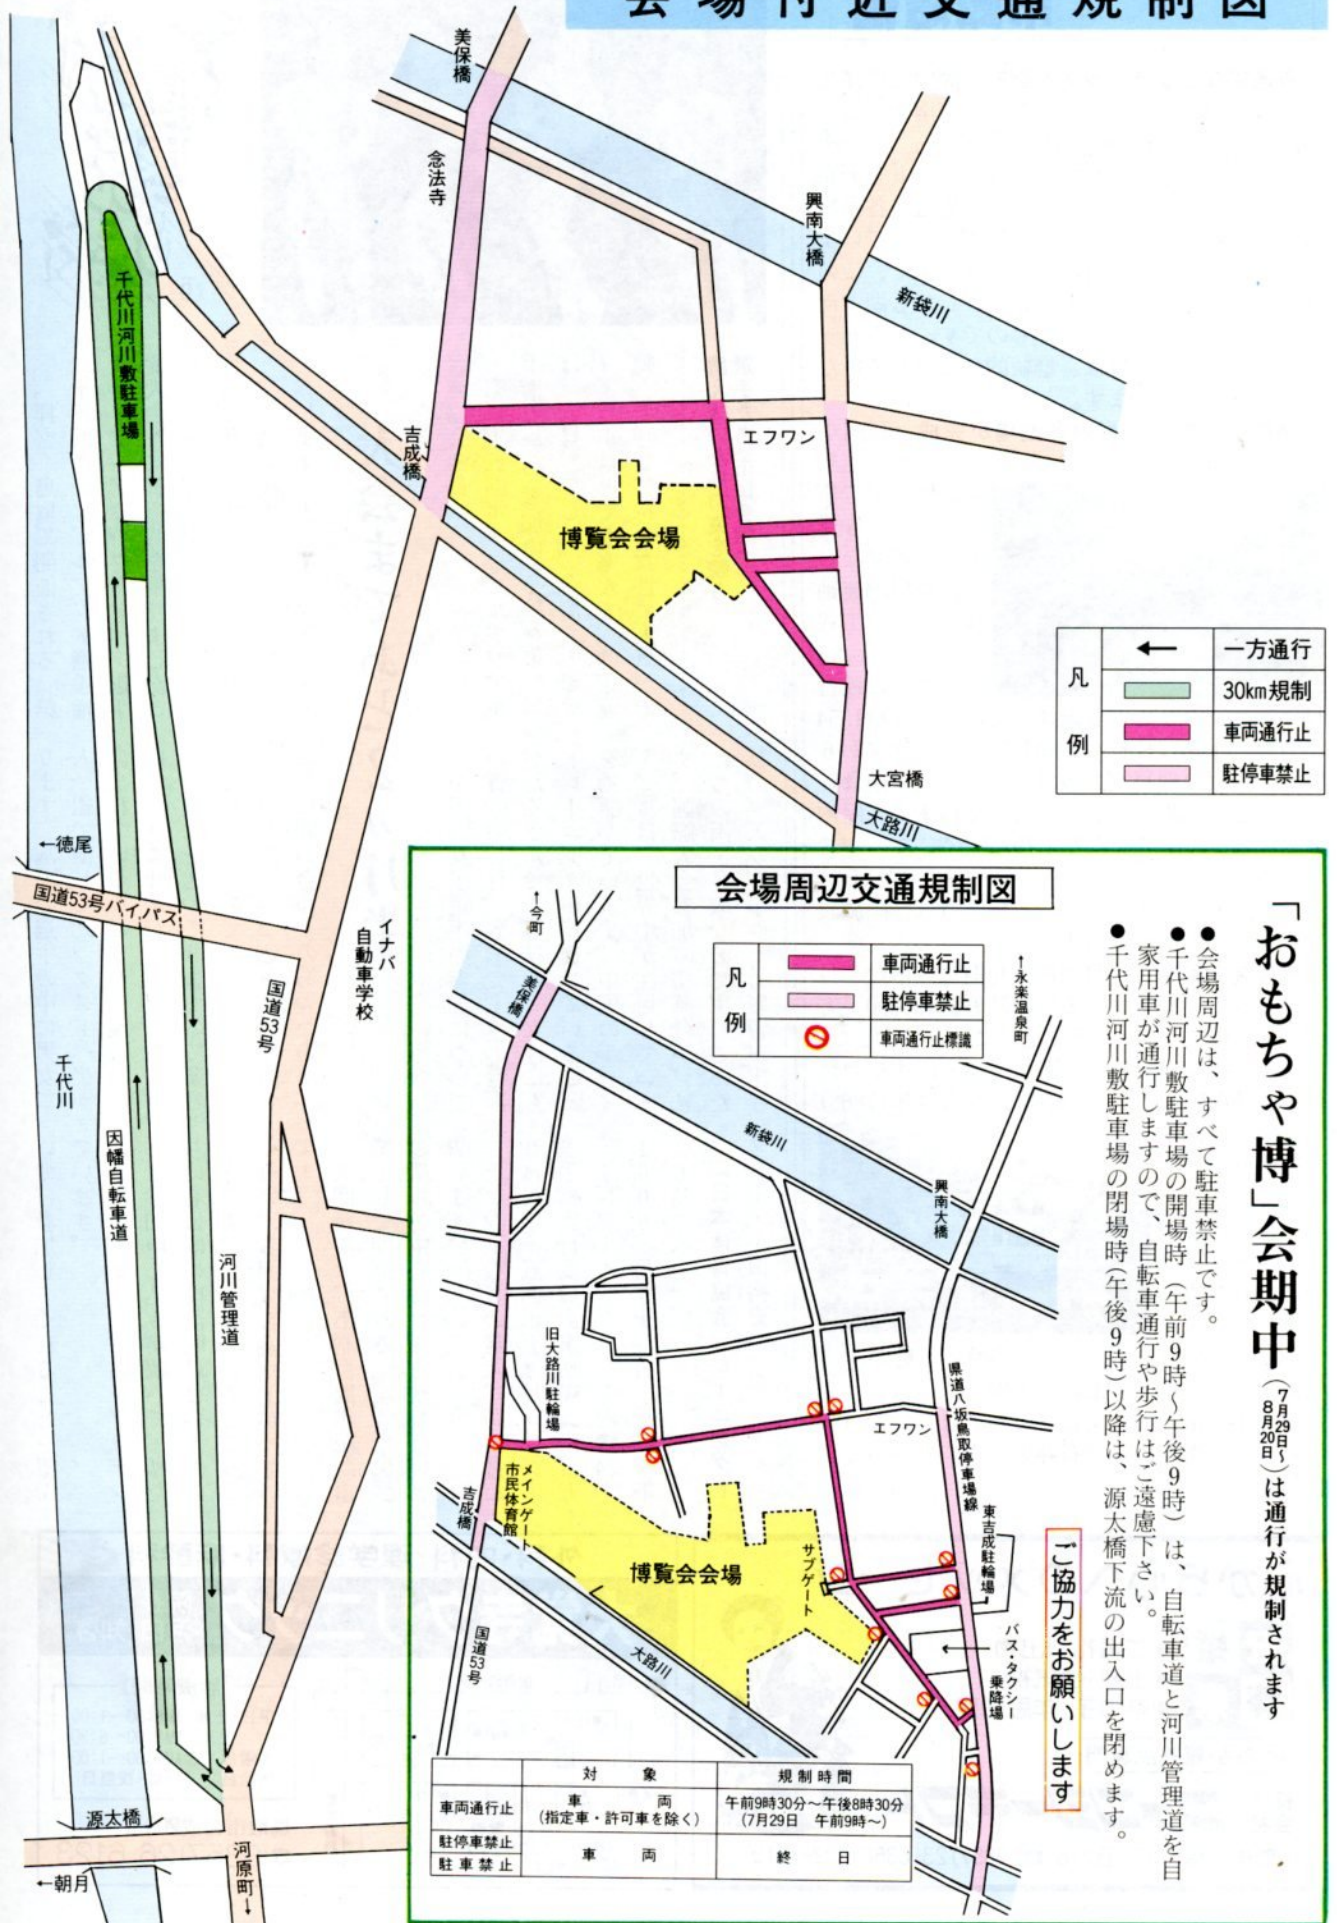 会場付近交通規制図
美保橋
念法寺
興南大橋
新袋川
千代川河川敷駐車場
吉成橋
エフワン
博覧会会場
凡例
← 一方通行
30km規制
車両通行止
駐停車禁止
大宮橋
大路川
←徳尾
国道53号バイパス
イナバ
自動車学校
国道53号
千代川
因幡自転車道
河川管理道
源太橋
←朝月
河原町→
会場周辺交通規制図
凡例
車両通行止
駐停車禁止
車両通行止標識
←今町
美保橋
←永楽温泉町
新袋川
興南大橋
旧大路川駐輪場
エフワン
県道八坂鳥取停車場線
メインゲート
市民体育館
吉成橋
博覧会会場
サブゲート
東吉成駐輪場
バス・タクシー
乗降場
国道53号
大路川
対象 規制時間
車両通行止 車両 午前9時30分〜午後8時30分
(指定車・許可車を除く) (7月29日 午前9時〜)
駐停車禁止
駐車禁止
車両 終日
「おもちゃ博」会期中(7月29日〜8月20日)は通行が規制されます
●会場周辺は、すべて駐車禁止です。
●千代川河川敷駐車場の開場時(午前9時〜午後9時)は、自転車道と河川管理道を自
家用車が通行しますので、自転車通行や歩行はご遠慮下さい。
●千代川河川敷駐車場の閉場時(午後9時)以降は、源太橋下流の出入口を閉めます。
ご協力をお願いします